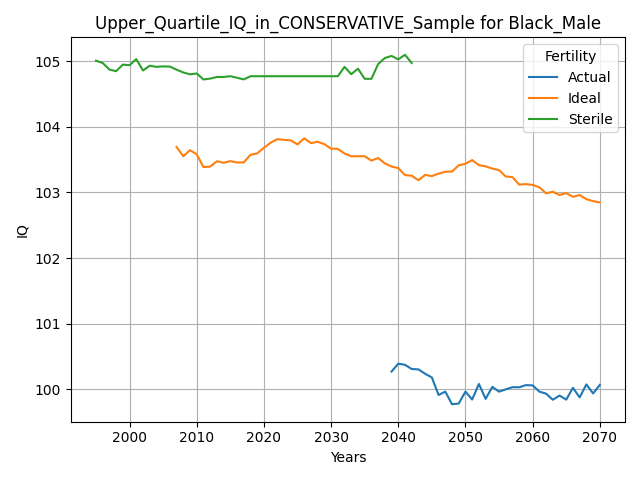 Upper_Quartile_IQ_in_CONSERVATIVE_Sample for Black_Male
Fertility
Actual
Ideal
Sterile
105
104
103
102
101
100
IQ
2000 2010 2020 2030 2040 2050 2060 2070
Years